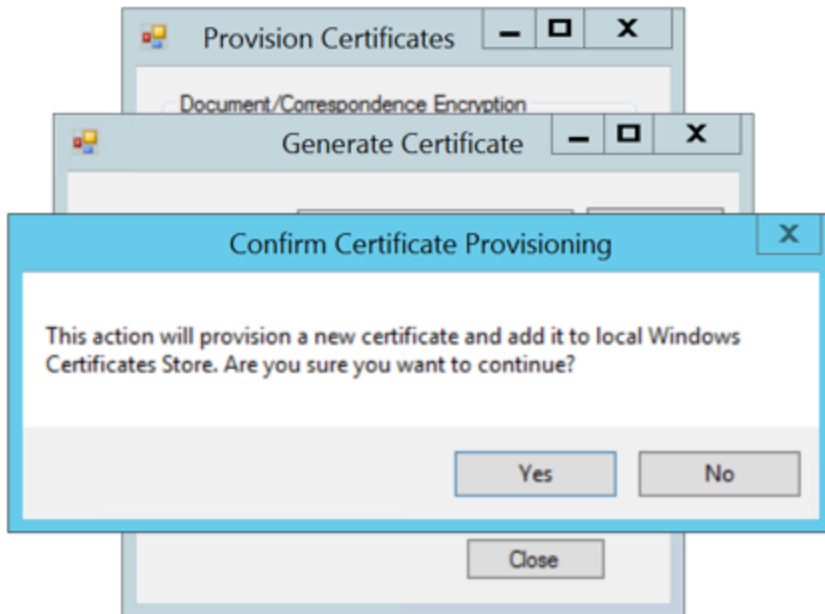 Provision Certificates
Document/Correspondence Encryption
Generate Certificate
Confirm Certificate Provisioning
This action will provision a new certificate and add it to local Windows
Certificates Store. Are you sure you want to continue?
Yes No
Close